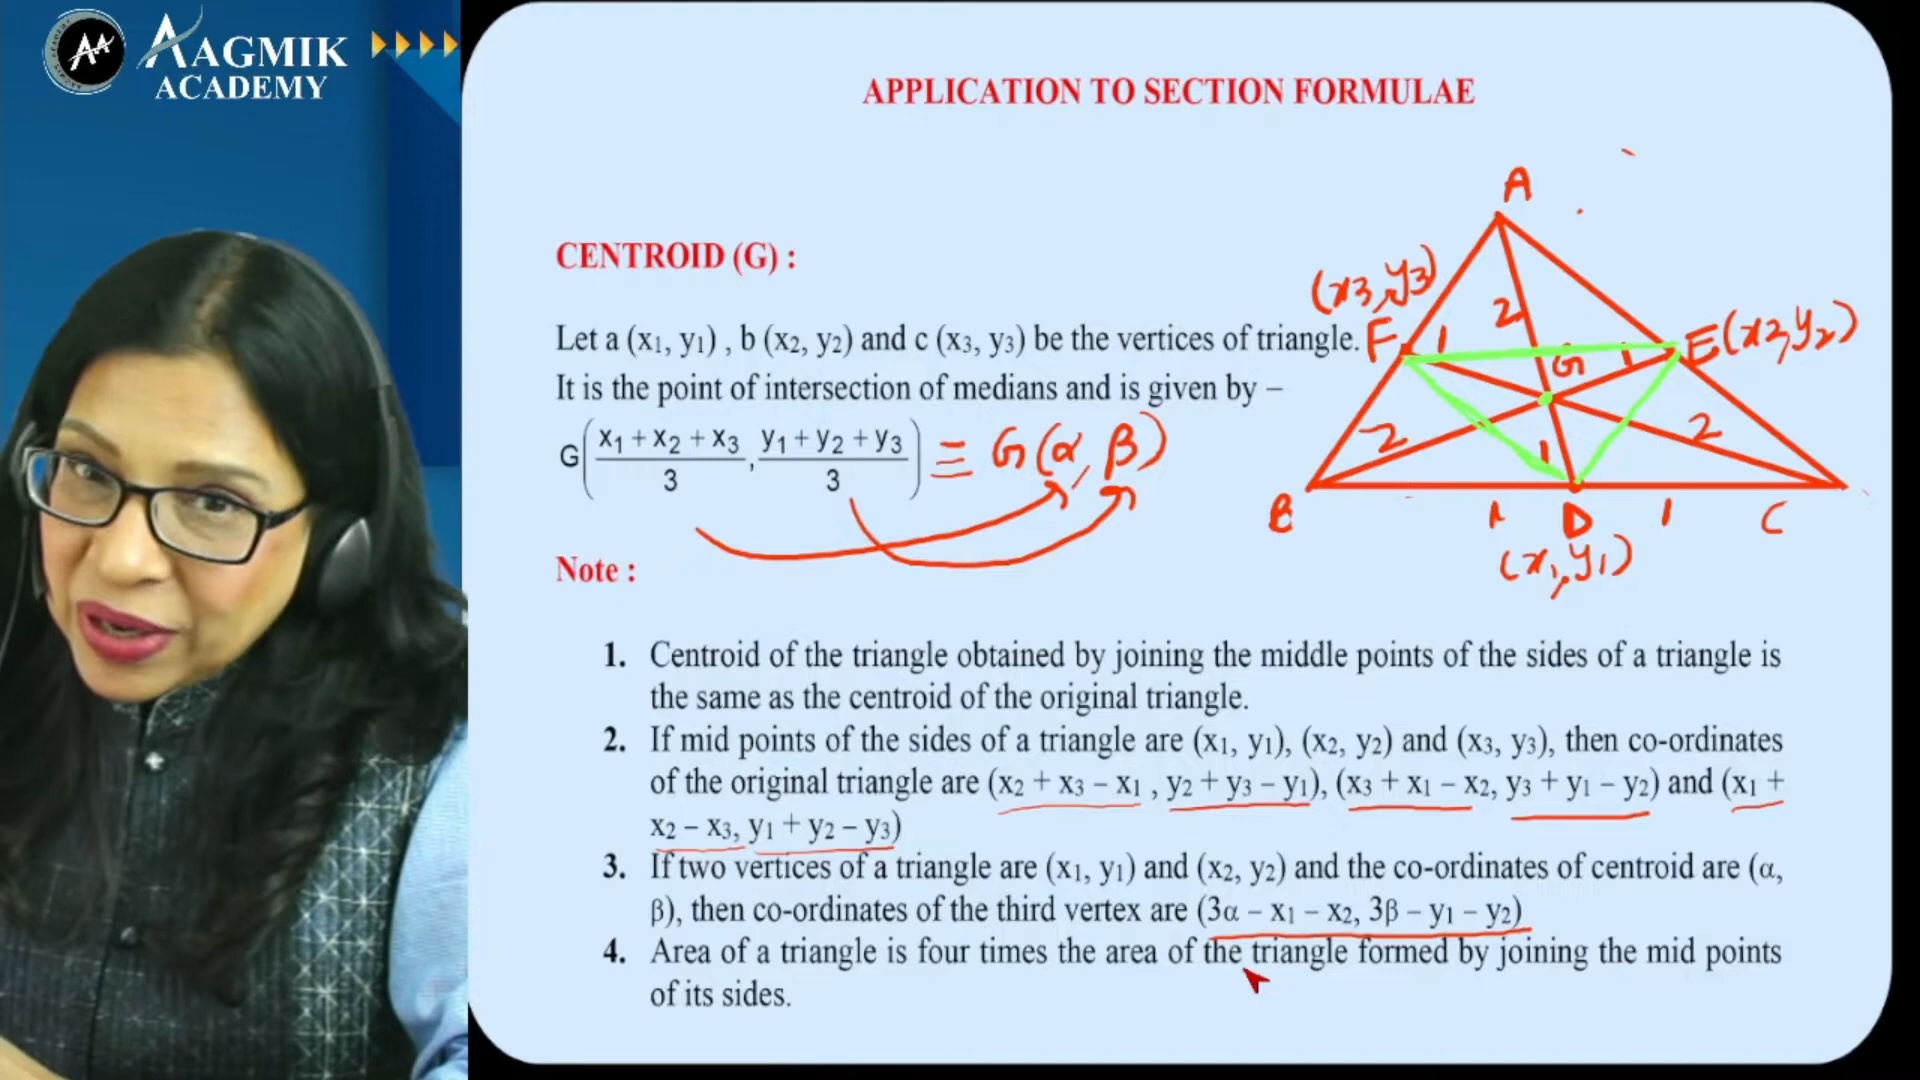 AAGMIK
ACADEMY
APPLICATION TO SECTION FORMULAE
CENTROID (G) :
Let a (x₁, y₁) , b (x₂, y₂) and c (x₃, y₃) be the vertices of triangle.
It is the point of intersection of medians and is given by –
G((x₁ + x₂ + x₃)/3, (y₁ + y₂ + y₃)/3) ≡ G(α, β)
A
(x3, y3)
F
1
2
G
1
E(x2, y2)
2
1
2
B
1
D
1
C
(x1, y1)
Note :
1. Centroid of the triangle obtained by joining the middle points of the sides of a triangle is
the same as the centroid of the original triangle.
2. If mid points of the sides of a triangle are (x₁, y₁), (x₂, y₂) and (x₃, y₃), then co-ordinates
of the original triangle are (x₂ + x₃ – x₁ , y₂ + y₃ – y₁), (x₃ + x₁ – x₂, y₃ + y₁ – y₂) and (x₁ +
x₂ – x₃, y₁ + y₂ – y₃)
3. If two vertices of a triangle are (x₁, y₁) and (x₂, y₂) and the co-ordinates of centroid are (α,
β), then co-ordinates of the third vertex are (3α – x₁ – x₂, 3β – y₁ – y₂)
4. Area of a triangle is four times the area of the triangle formed by joining the mid points
of its sides.